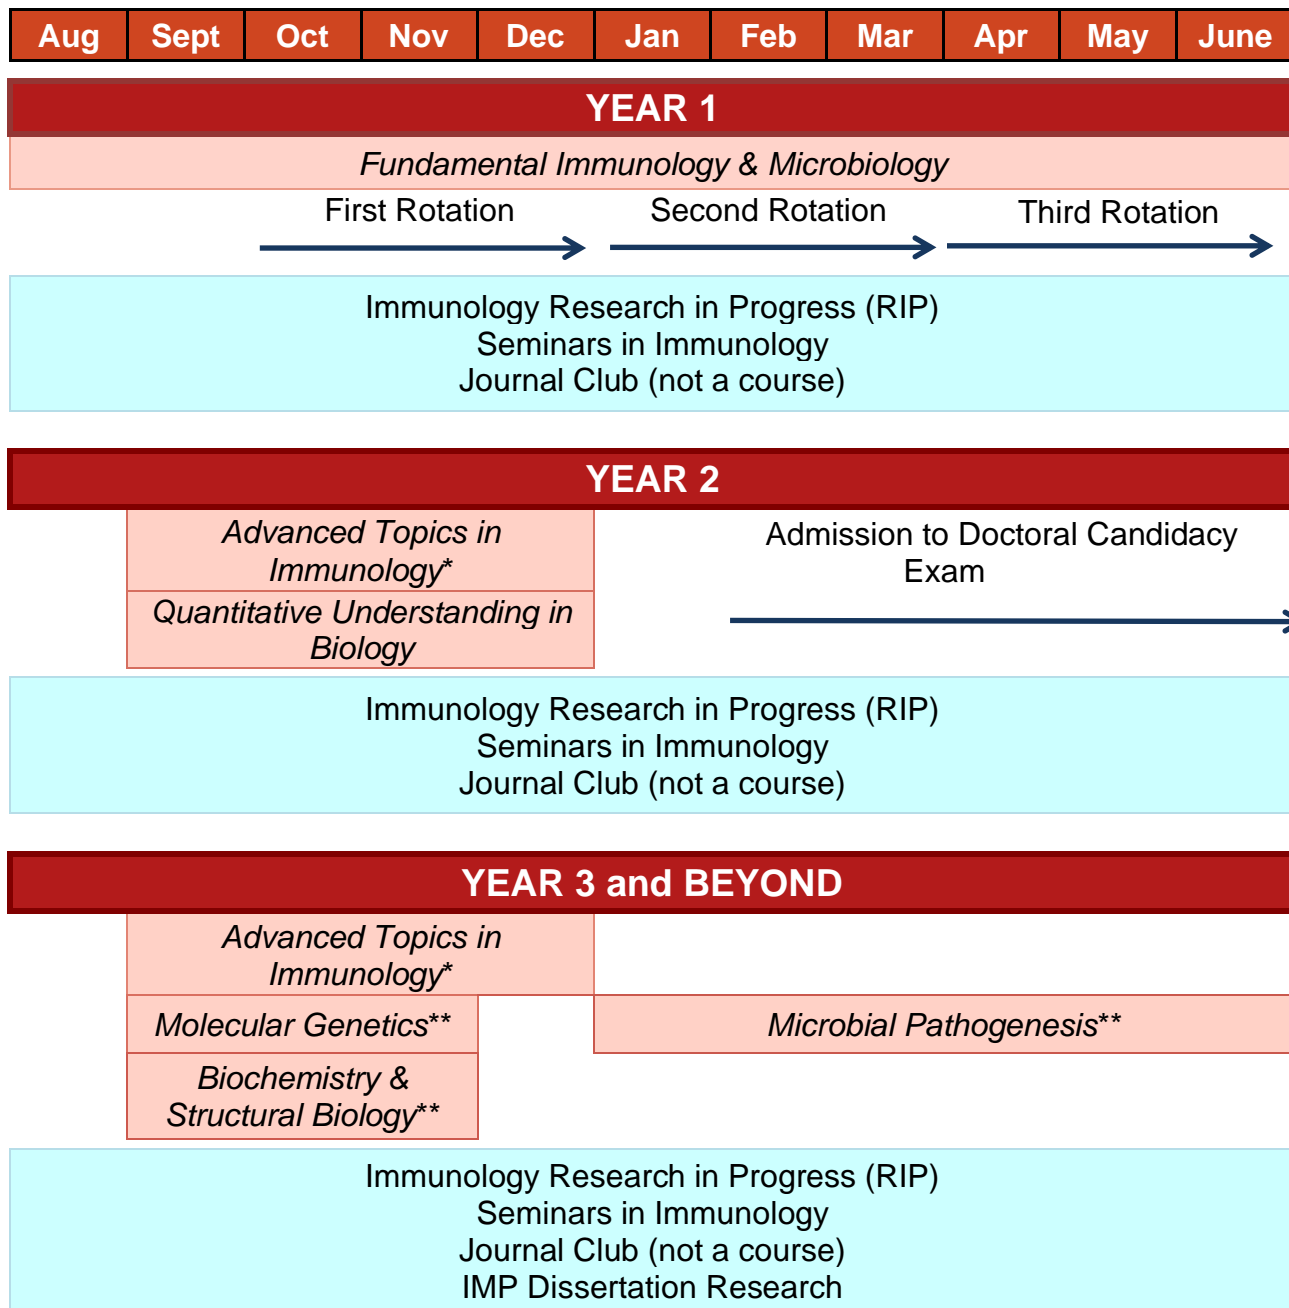 Aug Sept Oct Nov Dec Jan Feb Mar Apr May June
YEAR 1
Fundamental Immunology & Microbiology
First Rotation Second Rotation Third Rotation
Immunology Research in Progress (RIP)
Seminars in Immunology
Journal Club (not a course)
YEAR 2
Advanced Topics in
Immunology*
Quantitative Understanding in
Biology
Admission to Doctoral Candidacy
Exam
Immunology Research in Progress (RIP)
Seminars in Immunology
Journal Club (not a course)
YEAR 3 and BEYOND
Advanced Topics in
Immunology*
Molecular Genetics** Microbial Pathogenesis**
Biochemistry &
Structural Biology**
Immunology Research in Progress (RIP)
Seminars in Immunology
Journal Club (not a course)
IMP Dissertation Research